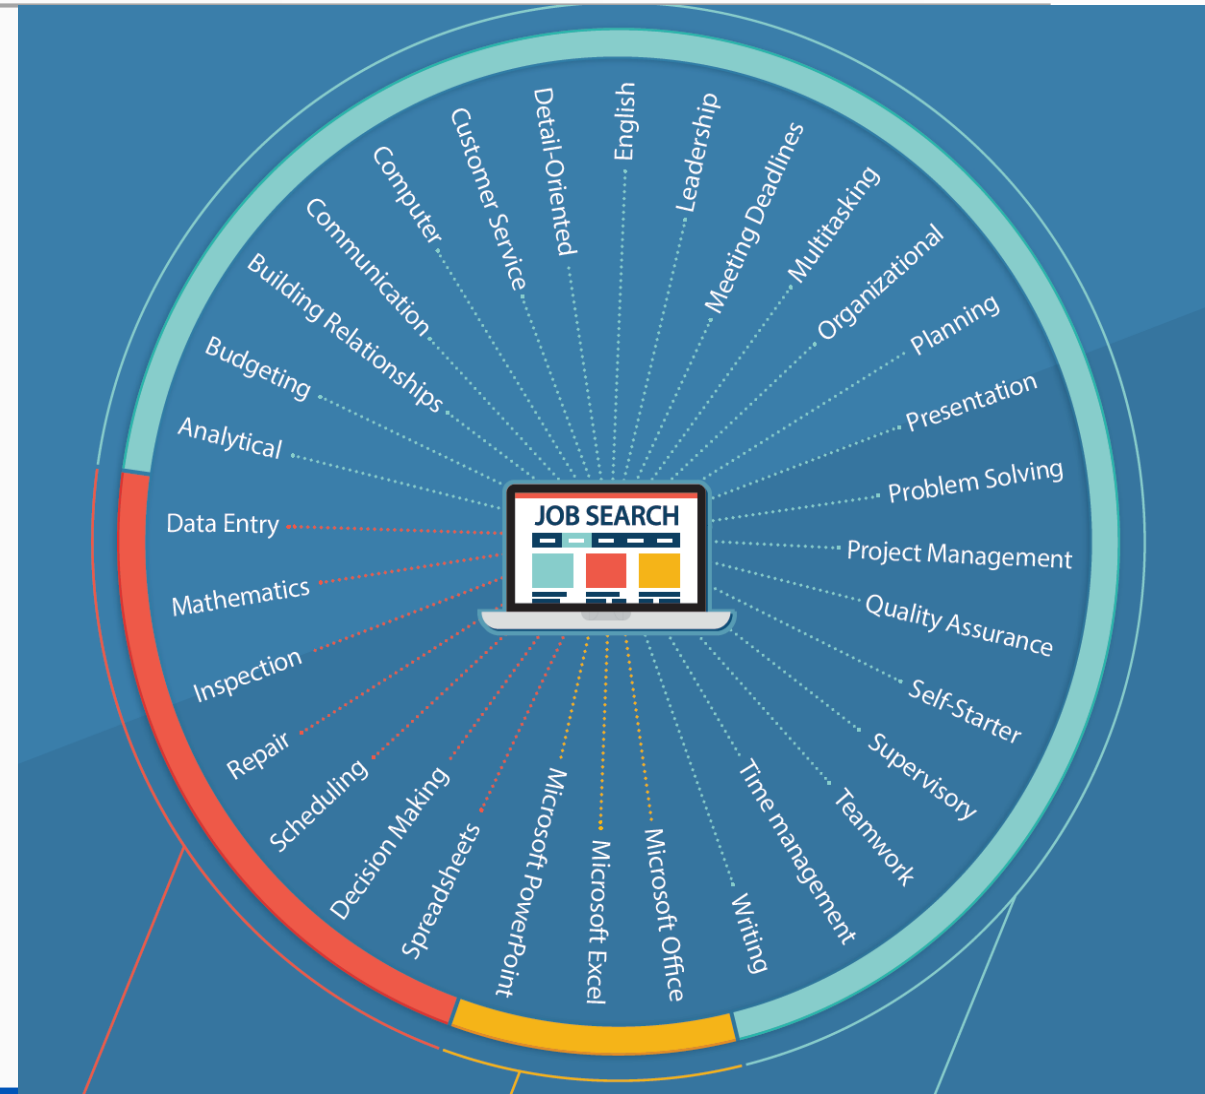 English
Leadership
Meeting Deadlines
Multitasking
Organizational
Planning
Presentation
Problem Solving
Project Management
Quality Assurance
Self-Starter
Supervisory
Teamwork
Time management
Writing
Microsoft Office
Microsoft Excel
Microsoft PowerPoint
Spreadsheets
Decision Making
Scheduling
Repair
Inspection
Mathematics
Data Entry
Analytical
Budgeting
Building Relationships
Communication
Computer
Customer Service
Detail-Oriented
JOB SEARCH